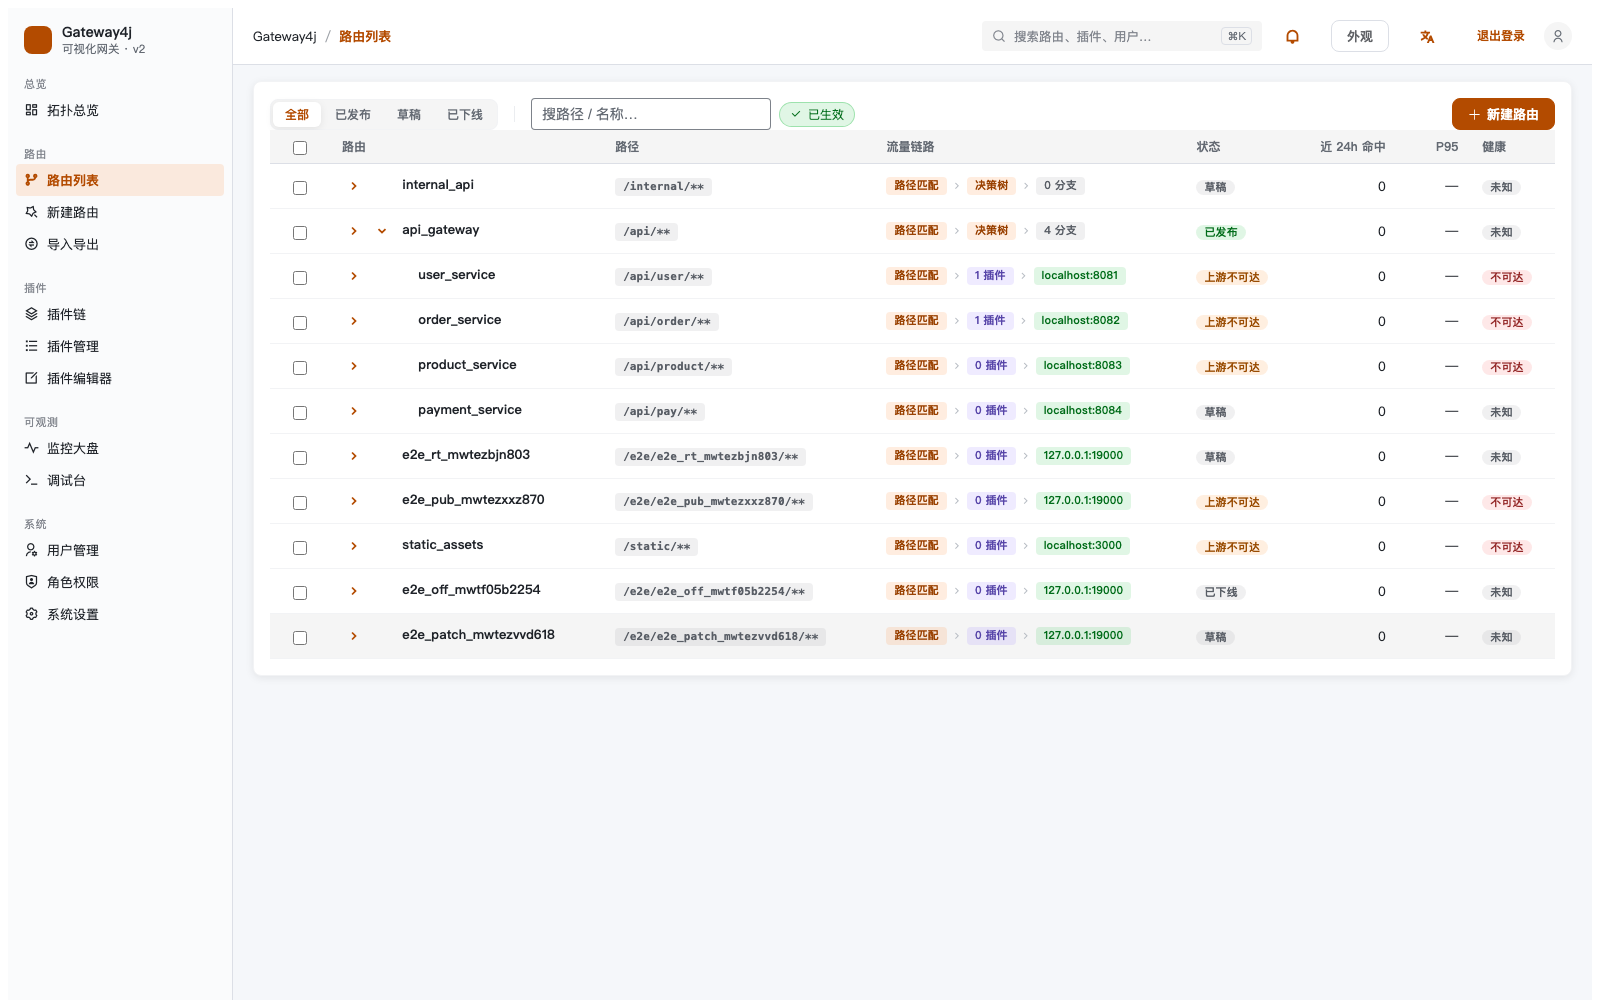 Gateway4j
可视化网关 · v2
总览
拓扑总览
路由
路由列表
新建路由
导入导出
插件
插件链
插件管理
插件编辑器
可观测
监控大盘
调试台
系统
用户管理
角色权限
系统设置
Gateway4j / 路由列表
搜索路由、插件、用户… ⌘K
外观
退出登录
全部 已发布 草稿 已下线
搜路径 / 名称…
已生效
新建路由
路由 路径 流量链路 状态 近 24h 命中 P95 健康
internal_api /internal/** 路径匹配 › 决策树 › 0 分支 草稿 0 — 未知
api_gateway /api/** 路径匹配 › 决策树 › 4 分支 已发布 0 — 未知
user_service /api/user/** 路径匹配 › 1 插件 › localhost:8081 上游不可达 0 — 不可达
order_service /api/order/** 路径匹配 › 1 插件 › localhost:8082 上游不可达 0 — 不可达
product_service /api/product/** 路径匹配 › 0 插件 › localhost:8083 上游不可达 0 — 不可达
payment_service /api/pay/** 路径匹配 › 0 插件 › localhost:8084 草稿 0 — 未知
e2e_rt_mwtezbjn803 /e2e/e2e_rt_mwtezbjn803/** 路径匹配 › 0 插件 › 127.0.0.1:19000 草稿 0 — 未知
e2e_pub_mwtezxxz870 /e2e/e2e_pub_mwtezxxz870/** 路径匹配 › 0 插件 › 127.0.0.1:19000 上游不可达 0 — 不可达
static_assets /static/** 路径匹配 › 0 插件 › localhost:3000 上游不可达 0 — 不可达
e2e_off_mwtf05b2254 /e2e/e2e_off_mwtf05b2254/** 路径匹配 › 0 插件 › 127.0.0.1:19000 已下线 0 — 未知
e2e_patch_mwtezvvd618 /e2e/e2e_patch_mwtezvvd618/** 路径匹配 › 0 插件 › 127.0.0.1:19000 草稿 0 — 未知